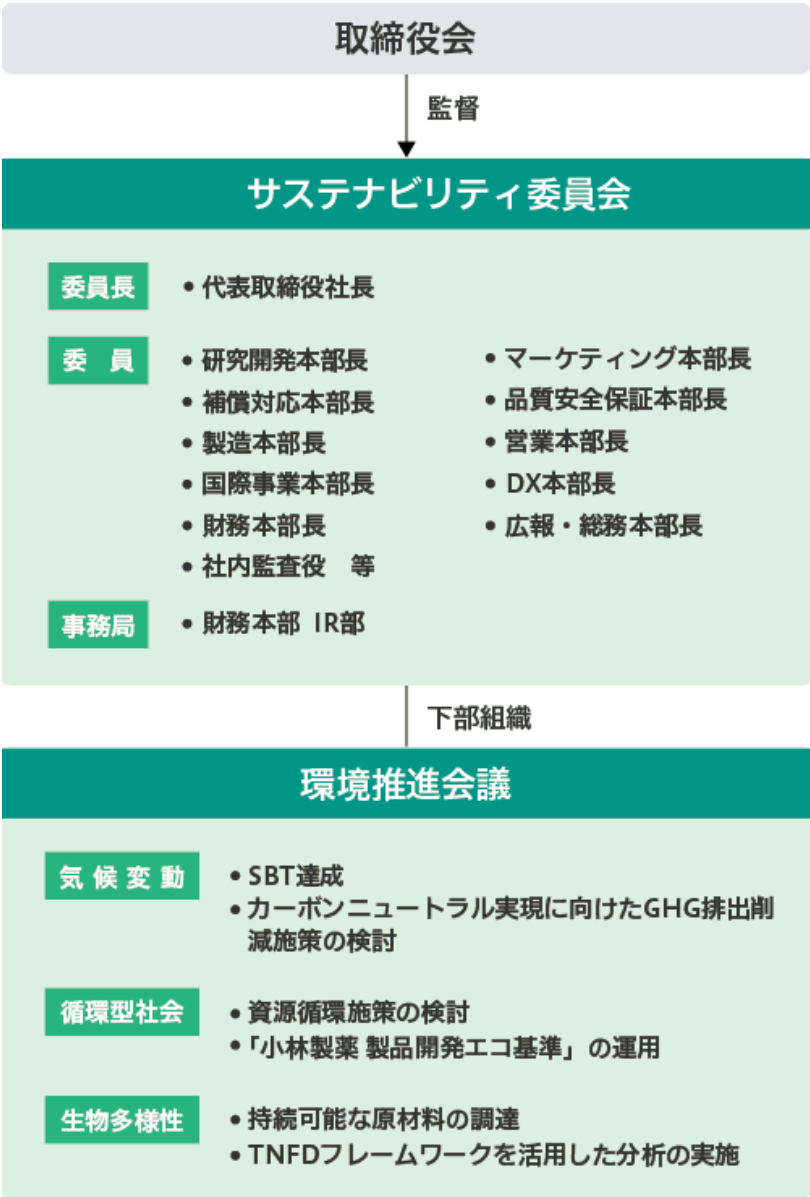 取締役会
監督
サステナビリティ委員会
委員長
• 代表取締役社長
委 員
• 研究開発本部長
• 補償対応本部長
• 製造本部長
• 国際事業本部長
• 財務本部長
• 社内監査役 等
• マーケティング本部長
• 品質安全保証本部長
• 営業本部長
• DX本部長
• 広報・総務本部長
事務局
• 財務本部 IR部
下部組織
環境推進会議
気候変動
• SBT達成
• カーボンニュートラル実現に向けたGHG排出削
減施策の検討
循環型社会
• 資源循環施策の検討
• 「小林製薬 製品開発エコ基準」の運用
生物多様性
• 持続可能な原材料の調達
• TNFDフレームワークを活用した分析の実施